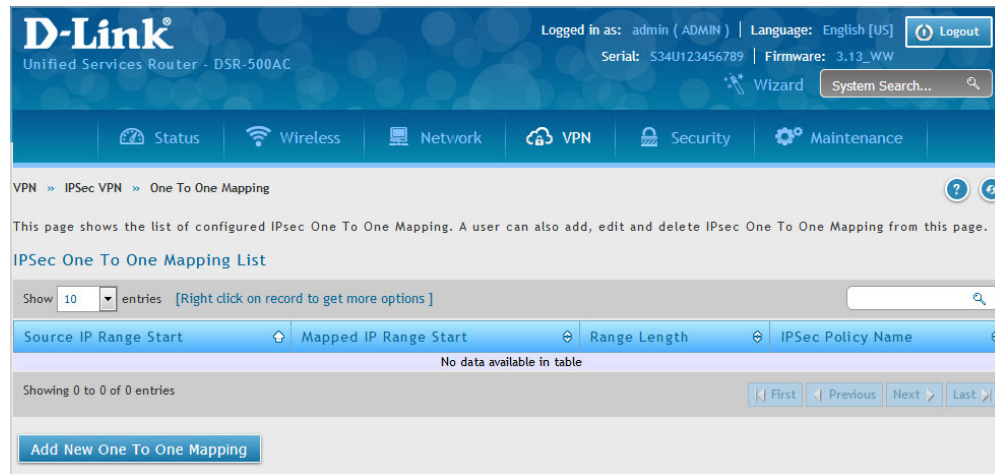 D-Link®
Unified Services Router - DSR-500AC
Logged in as: admin ( ADMIN ) | Language: English [US]
Logout
Serial: S34U123456789 | Firmware: 3.13_WW
Wizard
System Search...
Status
Wireless
Network
VPN
Security
Maintenance
VPN » IPSec VPN » One To One Mapping
?
This page shows the list of configured IPsec One To One Mapping. A user can also add, edit and delete IPsec One To One Mapping from this page.
IPSec One To One Mapping List
Show 10 entries [Right click on record to get more options ]
Source IP Range Start
Mapped IP Range Start
Range Length
IPSec Policy Name
No data available in table
Showing 0 to 0 of 0 entries
First
Previous
Next
Last
Add New One To One Mapping